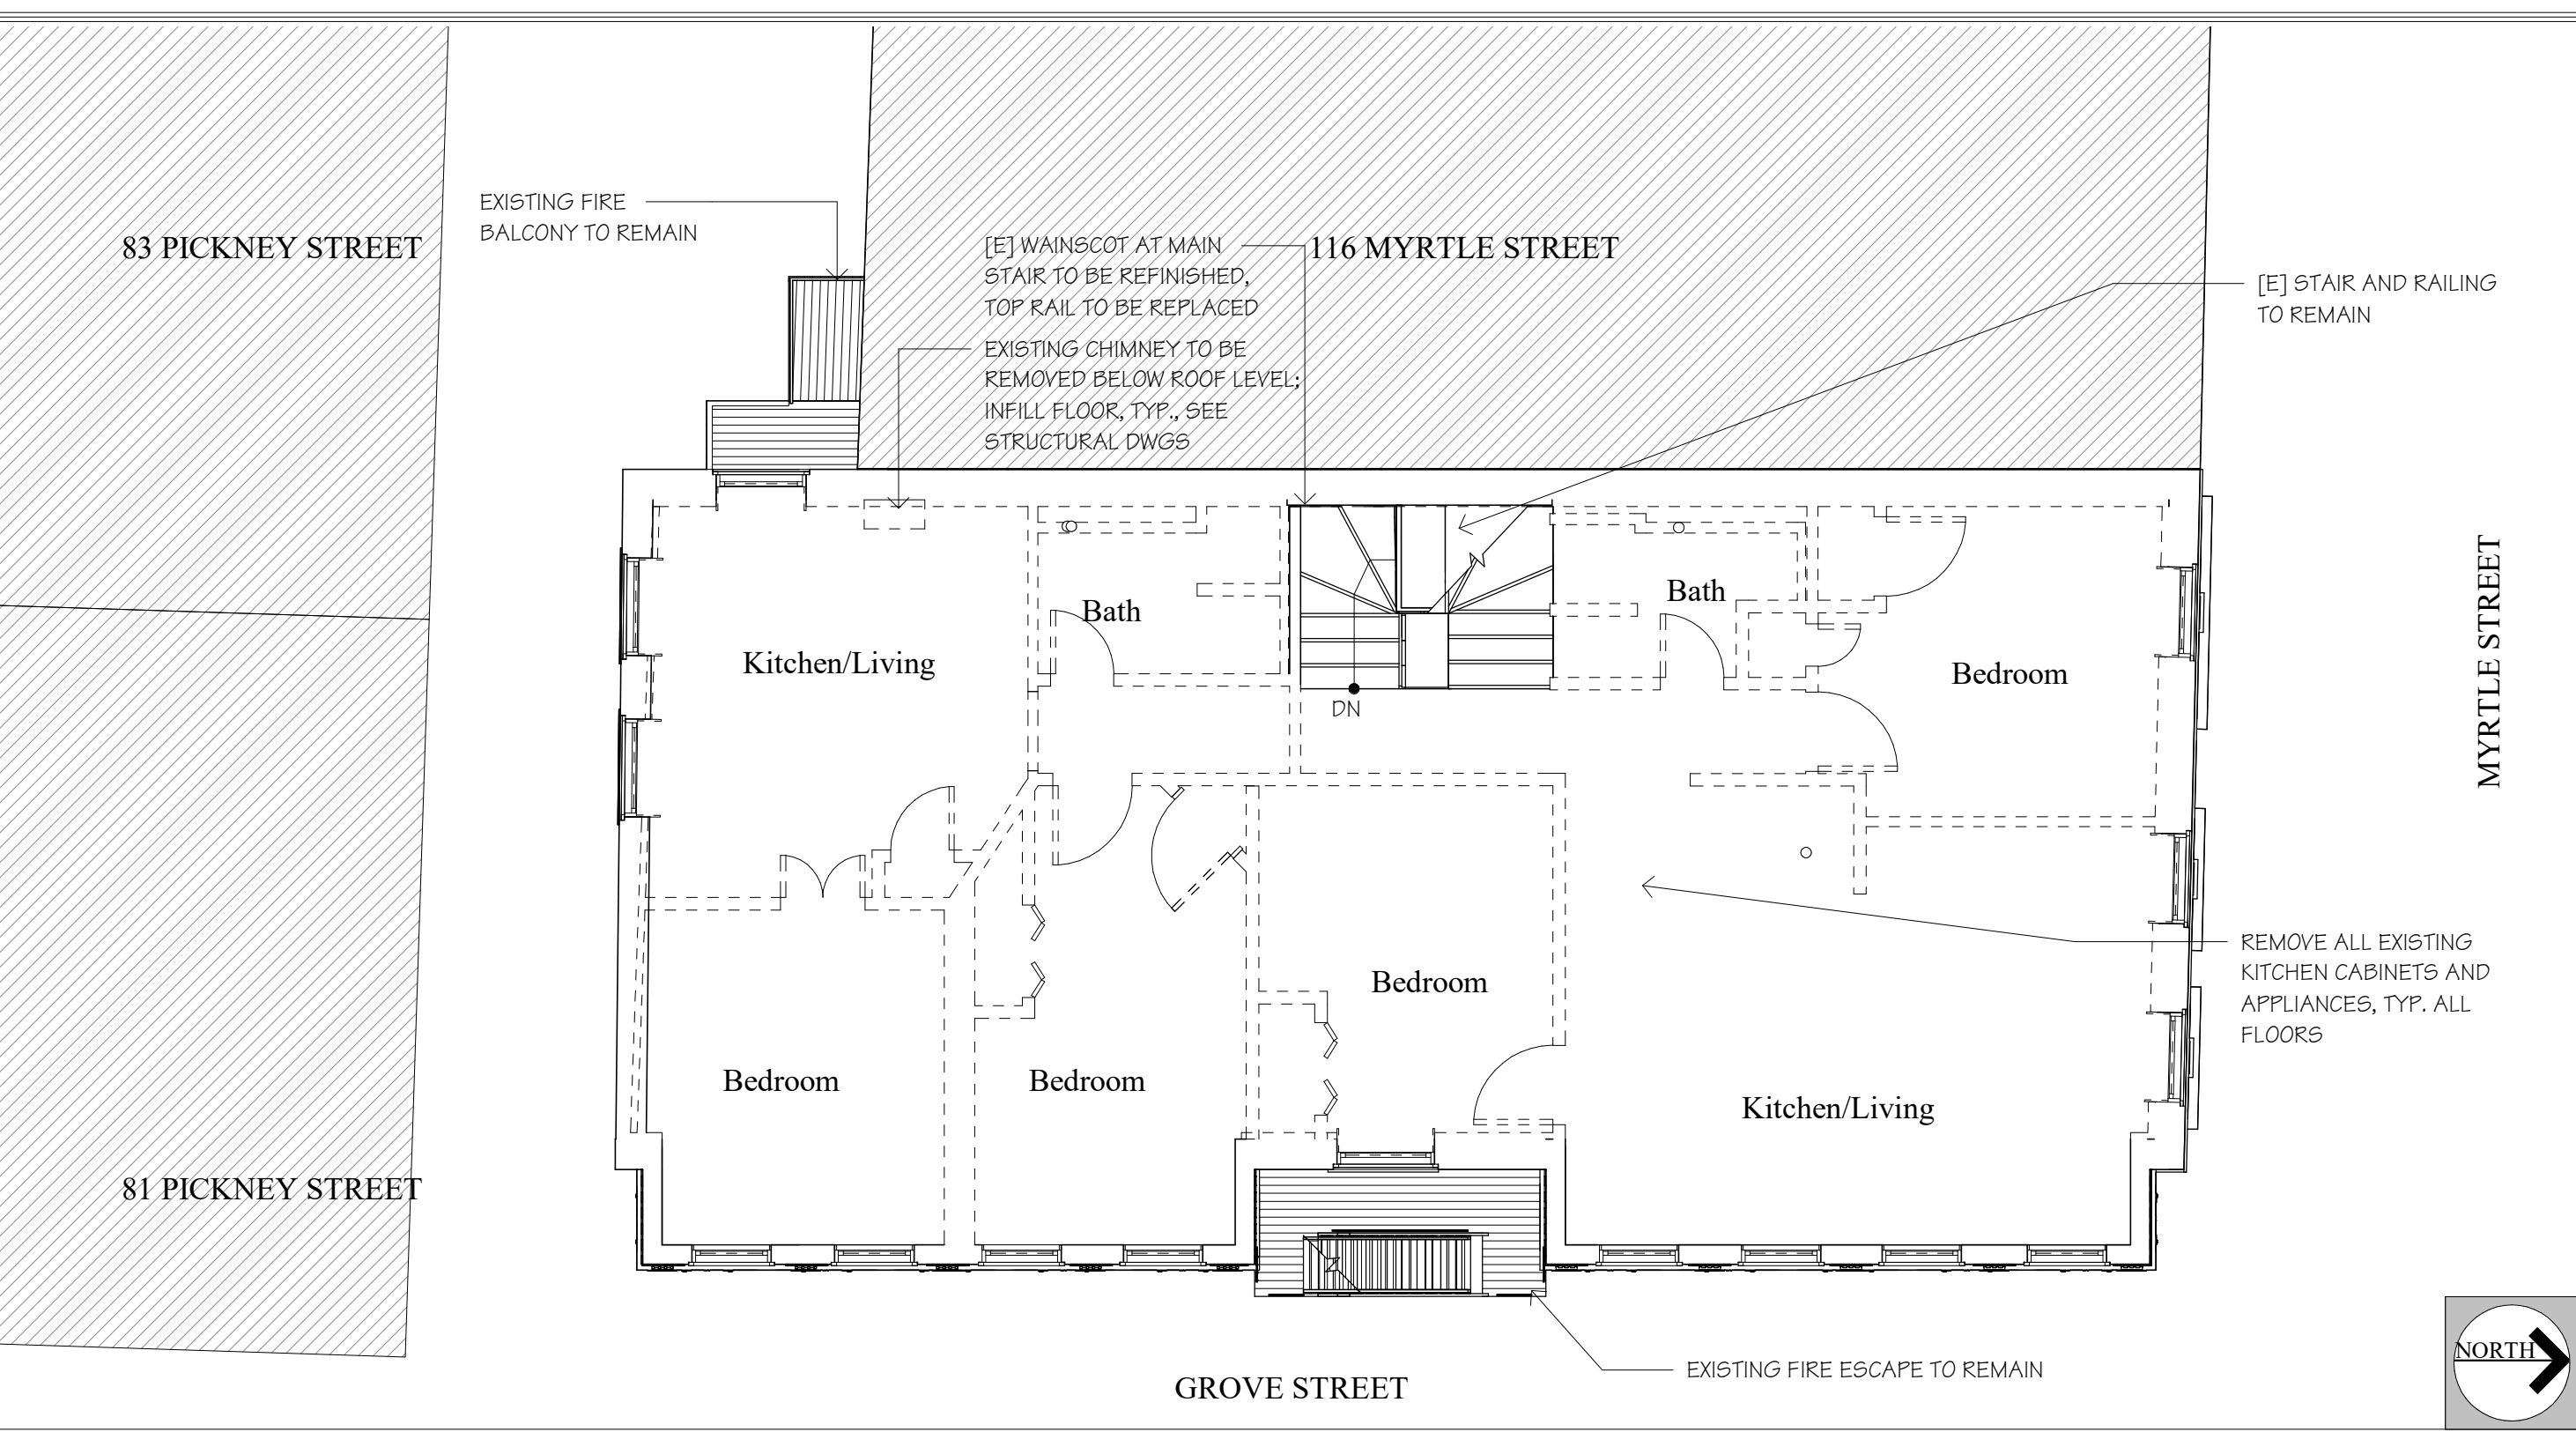 EXISTING FIRE
BALCONY TO REMAIN
83 PICKNEY STREET
[E] WAINSCOT AT MAIN
STAIR TO BE REFINISHED,
TOP RAIL TO BE REPLACED
116 MYRTLE STREET
[E] STAIR AND RAILING
TO REMAIN
EXISTING CHIMNEY TO BE
REMOVED BELOW ROOF LEVEL;
INFILL FLOOR, TYP., SEE
STRUCTURAL DWGS
Bath
Bath
Kitchen/Living
Bedroom
DN
MYRTLE STREET
REMOVE ALL EXISTING
KITCHEN CABINETS AND
APPLIANCES, TYP. ALL
FLOORS
Bedroom
Bedroom
Bedroom
Kitchen/Living
81 PICKNEY STREET
NORTH
EXISTING FIRE ESCAPE TO REMAIN
GROVE STREET